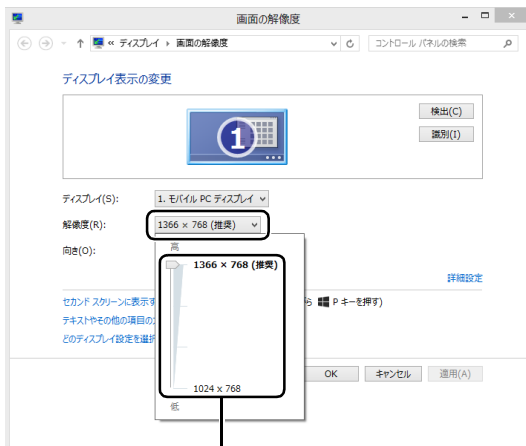 画面の解像度
« ディスプレイ ▸ 画面の解像度
コントロール パネルの検索
ディスプレイ表示の変更
1
検出(C)
識別(I)
ディスプレイ(S): 1. モバイル PC ディスプレイ
解像度(R): 1366 × 768 (推奨)
向き(O):
高
1366 × 768 (推奨)
詳細設定
セカンド スクリーンに表示す
P キーを押す)
テキストやその他の項目の
どのディスプレイ設定を選択
1024 x 768
低
OK キャンセル 適用(A)